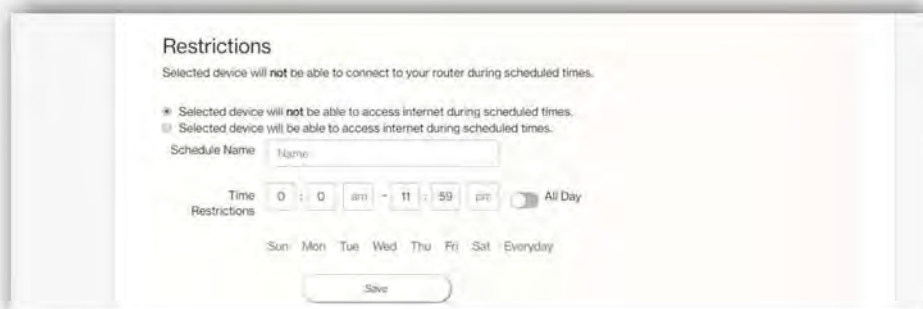 Restrictions
Selected device will not be able to connect to your router during scheduled times.
Selected device will not be able to access internet during scheduled times.
Selected device will be able to access internet during scheduled times.
Schedule Name Name
Time Restrictions 0 : 0 am - 11 : 59 pm All Day
Sun Mon Tue Wed Thu Fri Sat Everyday
Save